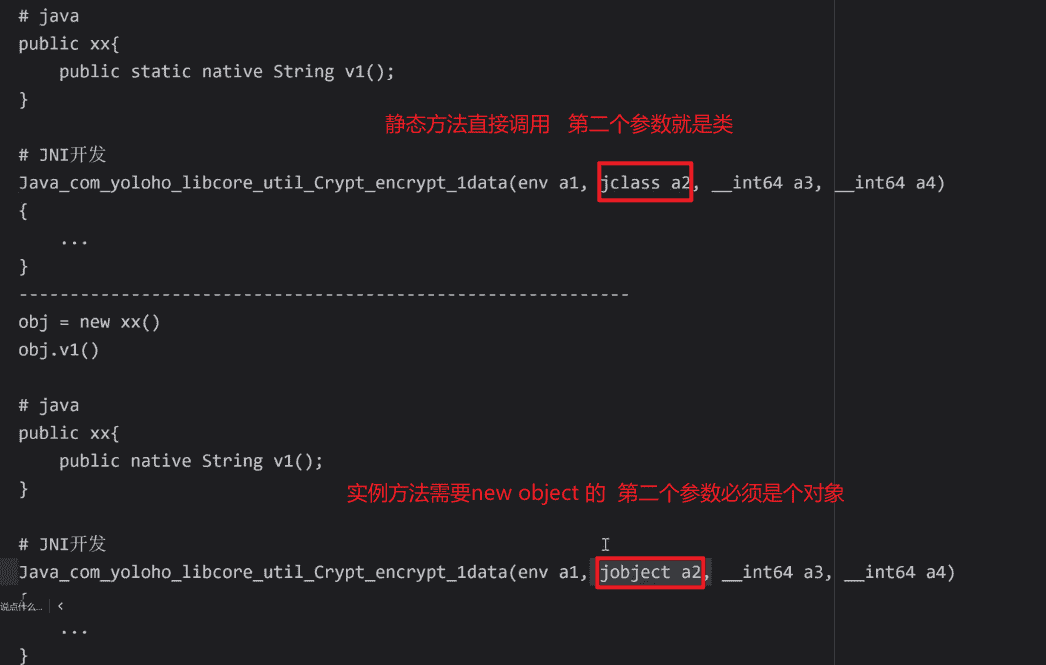 # java
public xx{
public static native String v1();
}
静态方法直接调用 第二个参数就是类
# JNI开发
Java_com_yoloho_libcore_util_Crypt_encrypt_1data(env a1, jclass a2, __int64 a3, __int64 a4)
{
...
}
------------------------------------------------------------
obj = new xx()
obj.v1()
# java
public xx{
public native String v1();
}
实例方法需要new object 的 第二个参数必须是个对象
# JNI开发
Java_com_yoloho_libcore_util_Crypt_encrypt_1data(env a1, jobject a2, __int64 a3, __int64 a4)
{
说点什么...
...
}